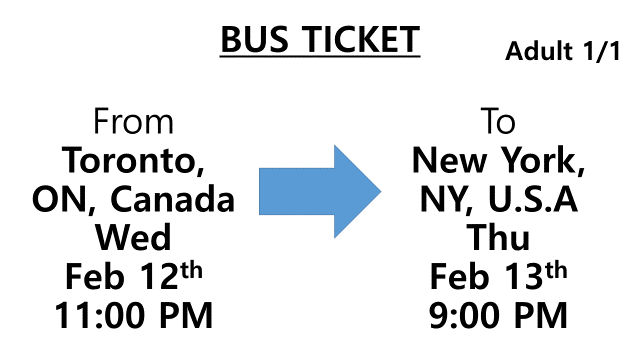 BUS TICKET
Adult 1/1
From
Toronto,
ON, Canada
Wed
Feb 12th
11:00 PM
To
New York,
NY, U.S.A
Thu
Feb 13th
9:00 PM